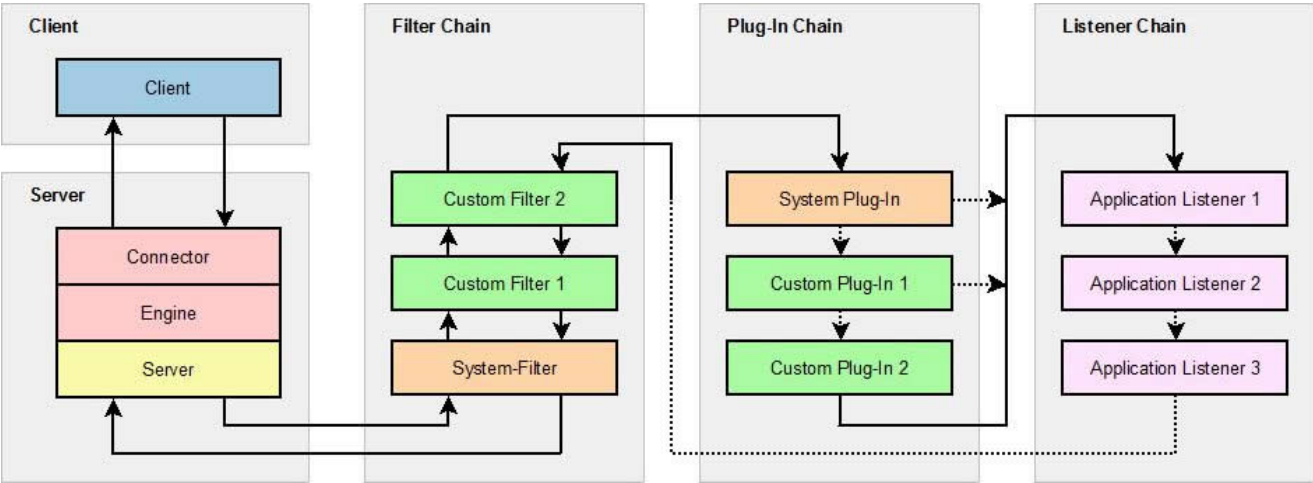 Client
Client
Server
Connector
Engine
Server
Filter Chain
Custom Filter 2
Custom Filter 1
System-Filter
Plug-In Chain
System Plug-In
Custom Plug-In 1
Custom Plug-In 2
Listener Chain
Application Listener 1
Application Listener 2
Application Listener 3